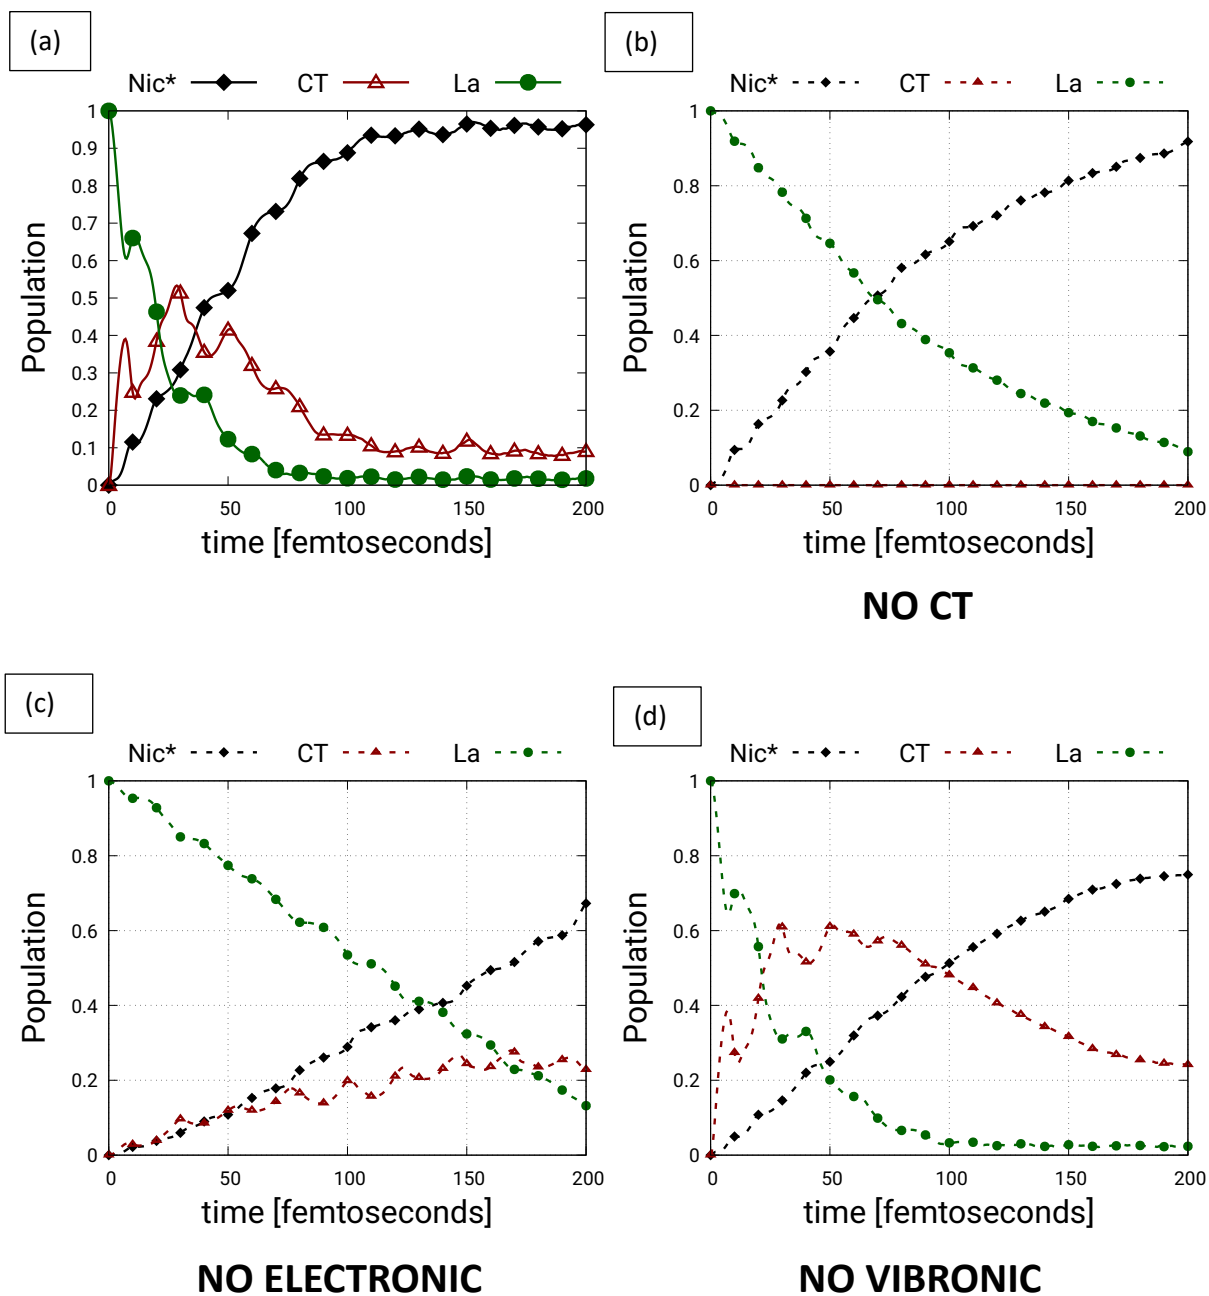 (a)
Nic* CT La
1
0.9
0.8
0.7
0.6
0.5
0.4
0.3
0.2
0.1
0
Population
0 50 100 150 200
time [femtoseconds]
(b)
Nic* CT La
1
0.8
0.6
0.4
0.2
0
Population
0 50 100 150 200
time [femtoseconds]
NO CT
(c)
Nic* CT La
1
0.8
0.6
0.4
0.2
0
Population
0 50 100 150 200
time [femtoseconds]
NO ELECTRONIC
(d)
Nic* CT La
1
0.8
0.6
0.4
0.2
0
Population
0 50 100 150 200
time [femtoseconds]
NO VIBRONIC